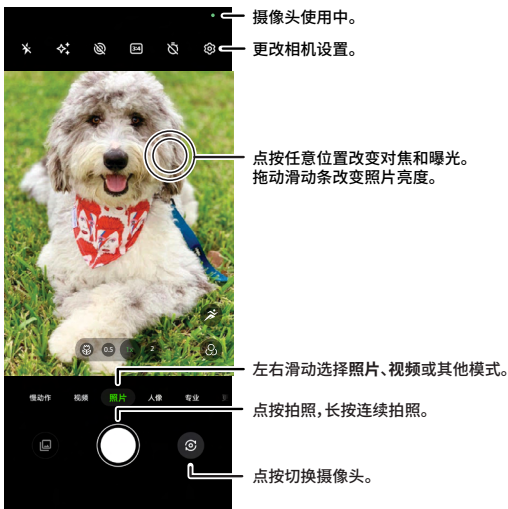 摄像头使用中。
更改相机设置。
3:4
点按任意位置改变对焦和曝光。
拖动滑动条改变照片亮度。
0.5 1x 2
左右滑动选择照片、视频或其他模式。
慢动作 视频 照片 人像 专业
点按拍照，长按连续拍照。
点按切换摄像头。